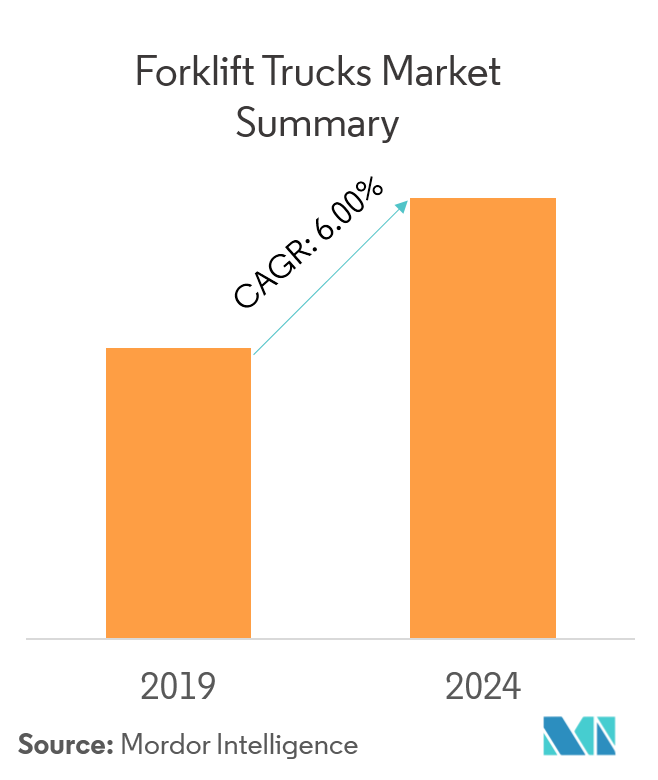 Forklift Trucks Market
Summary
CAGR: 6.00%
2019
2024
Source: Mordor Intelligence